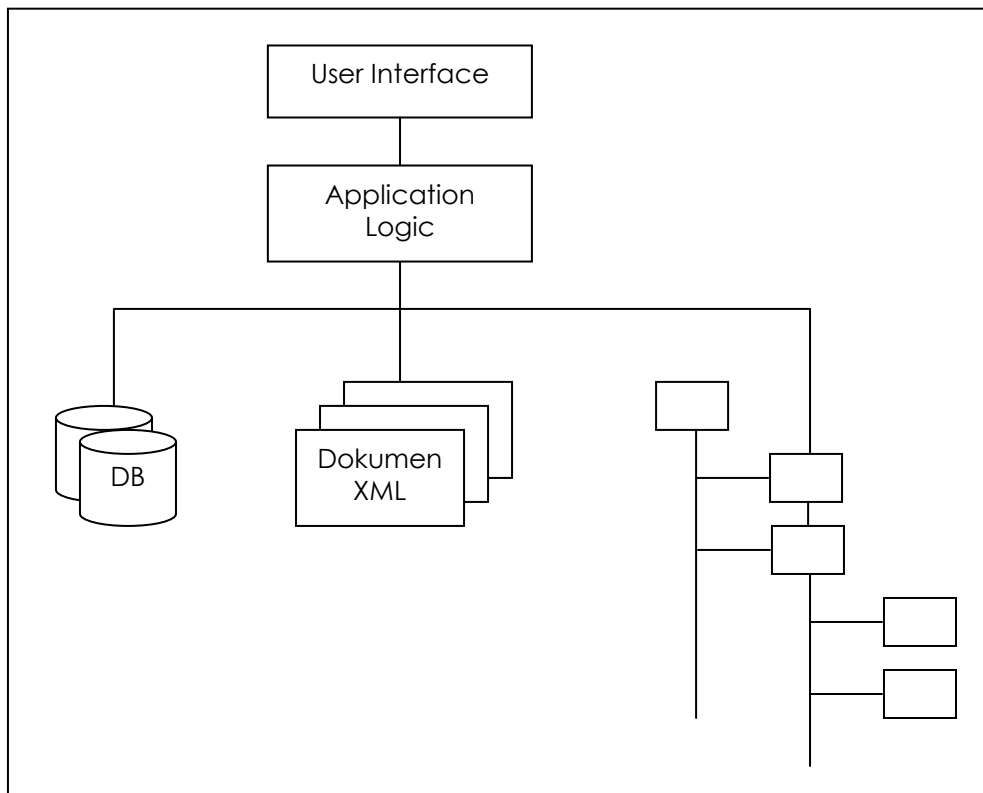 User Interface
Application
Logic
DB
Dokumen
XML